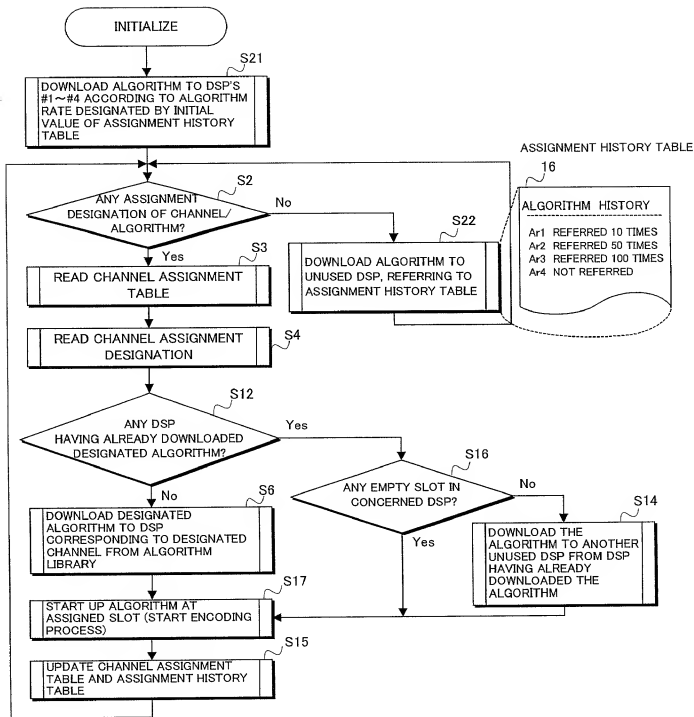 INITIALIZE
S21
DOWNLOAD ALGORITHM TO DSP'S
#1~#4 ACCORDING TO ALGORITHM
RATE DESIGNATED BY INITIAL
VALUE OF ASSIGNMENT HISTORY
TABLE
ASSIGNMENT HISTORY TABLE
16
ALGORITHM HISTORY
Ar1 REFERRED 10 TIMES
Ar2 REFERRED 50 TIMES
Ar3 REFERRED 100 TIMES
Ar4 NOT REFERRED
S2
ANY ASSIGNMENT
DESIGNATION OF CHANNEL/
ALGORITHM?
No
Yes
S22
DOWNLOAD ALGORITHM TO
UNUSED DSP, REFERRING TO
ASSIGNMENT HISTORY TABLE
S3
READ CHANNEL ASSIGNMENT
TABLE
S4
READ CHANNEL ASSIGNMENT
DESIGNATION
S12
ANY DSP
HAVING ALREADY DOWNLOADED
DESIGNATED ALGORITHM?
Yes
No
S16
ANY EMPTY SLOT IN
CONCERNED DSP?
No
Yes
S6
DOWNLOAD DESIGNATED
ALGORITHM TO DSP
CORRESPONDING TO DESIGNATED
CHANNEL FROM ALGORITHM
LIBRARY
S14
DOWNLOAD THE
ALGORITHM TO ANOTHER
UNUSED DSP FROM DSP
HAVING ALREADY
DOWNLOADED THE
ALGORITHM
S17
START UP ALGORITHM AT
ASSIGNED SLOT (START ENCODING
PROCESS)
S15
UPDATE CHANNEL ASSIGNMENT
TABLE AND ASSIGNMENT HISTORY
TABLE